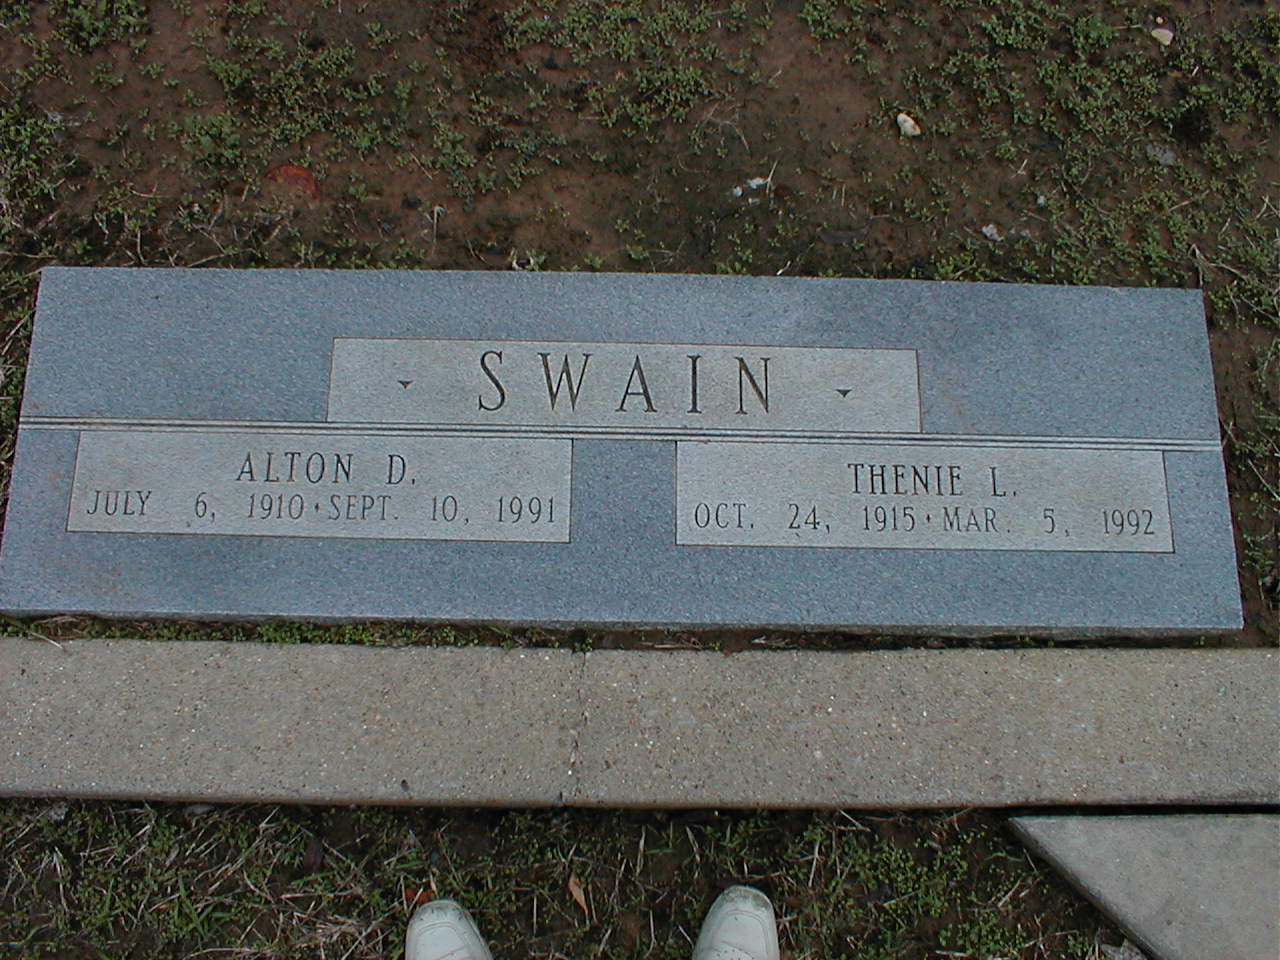 SWAIN
ALTON D.
JULY 6, 1910 · SEPT. 10, 1991
THENIE L.
OCT. 24, 1915 · MAR. 5, 1992